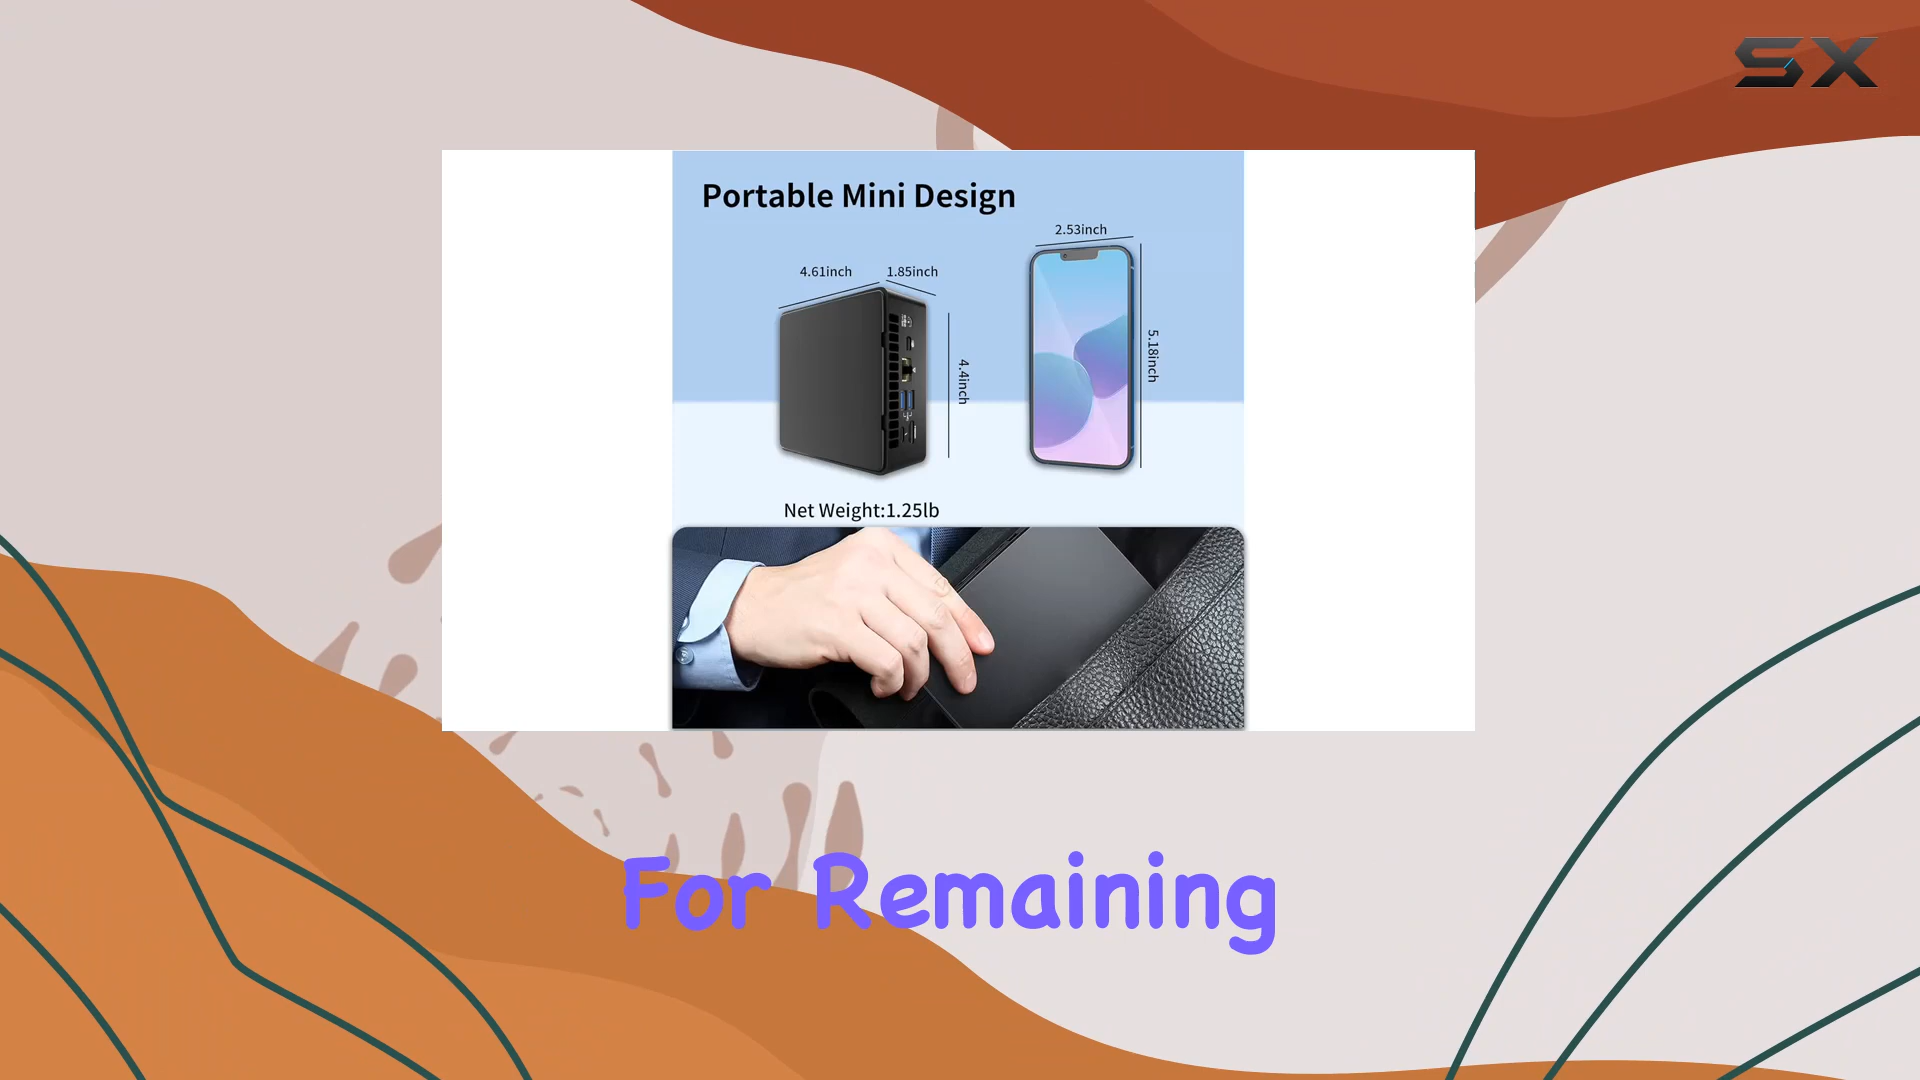 SX
Portable Mini Design
2.53inch
4.61inch
1.85inch
5.18inch
4.4inch
Net Weight:1.25lb
For Remaining